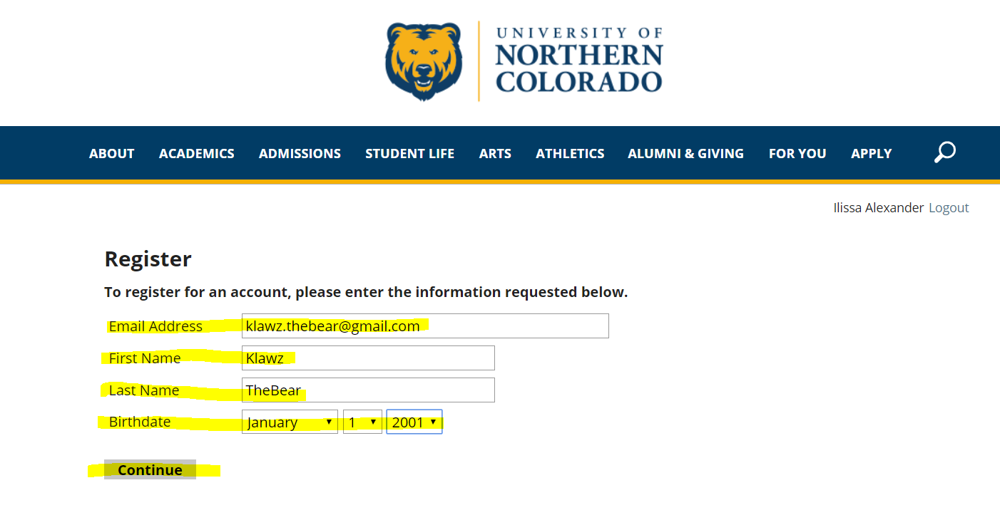 UNIVERSITY OF
NORTHERN
COLORADO
ABOUT ACADEMICS ADMISSIONS STUDENT LIFE ARTS ATHLETICS ALUMNI & GIVING FOR YOU APPLY
Ilissa Alexander Logout
Register
To register for an account, please enter the information requested below.
Email Address klawz.thebear@gmail.com
First Name Klawz
Last Name TheBear
Birthdate January 1 2001
Continue